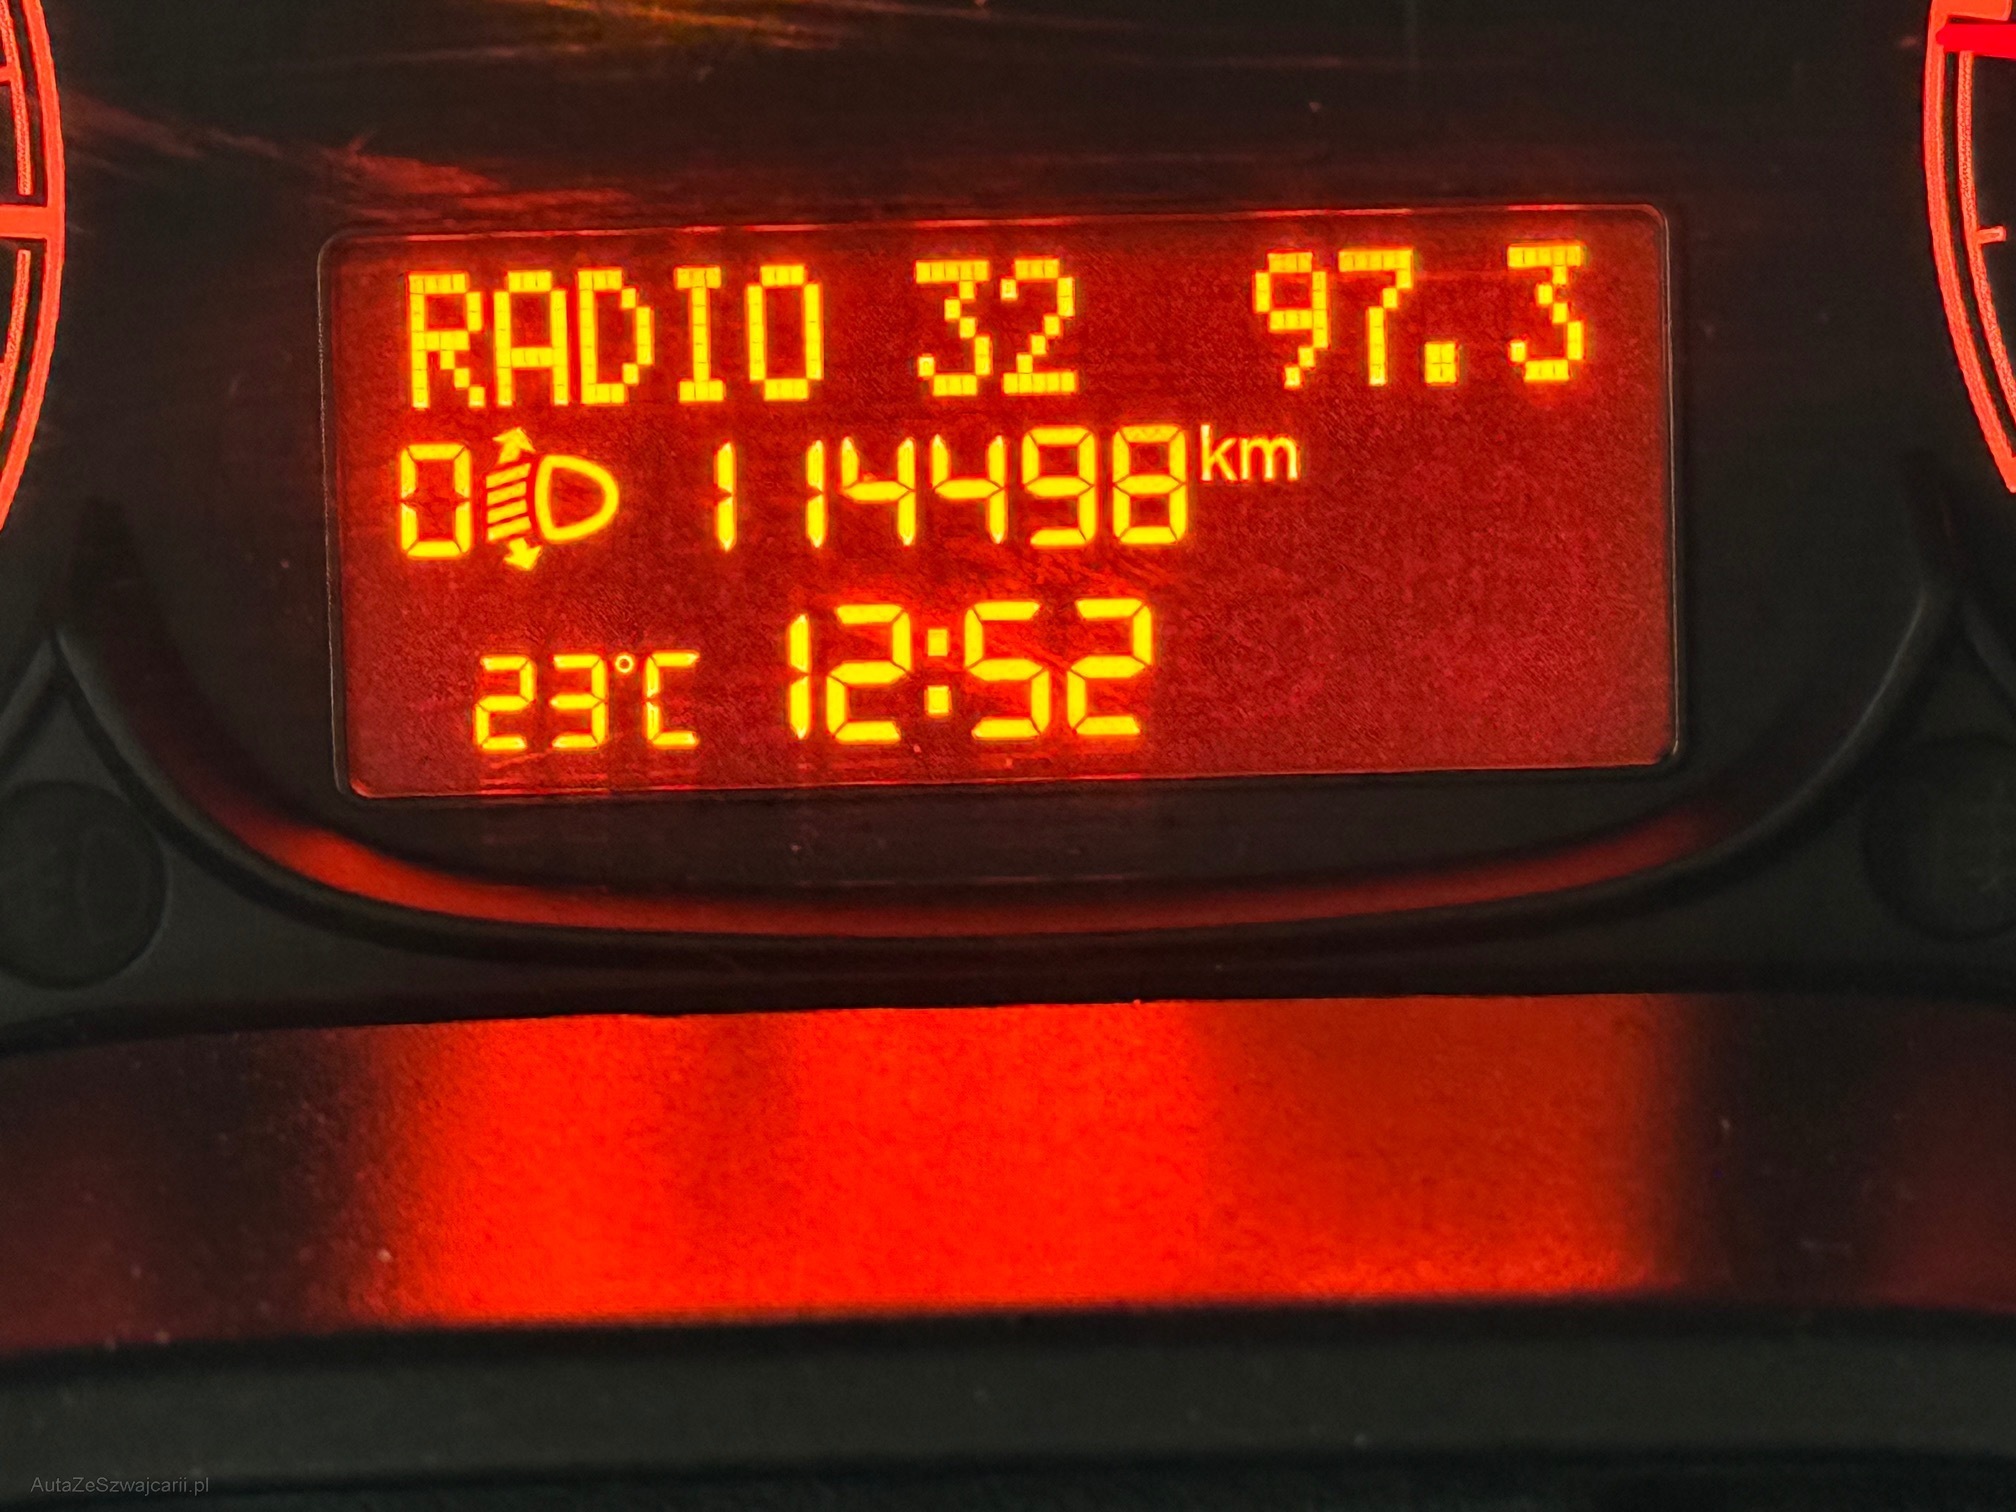 RADIO 32 97.3
0 114498 km
23°C 12:52
AutaZeSzwajcarii.pl